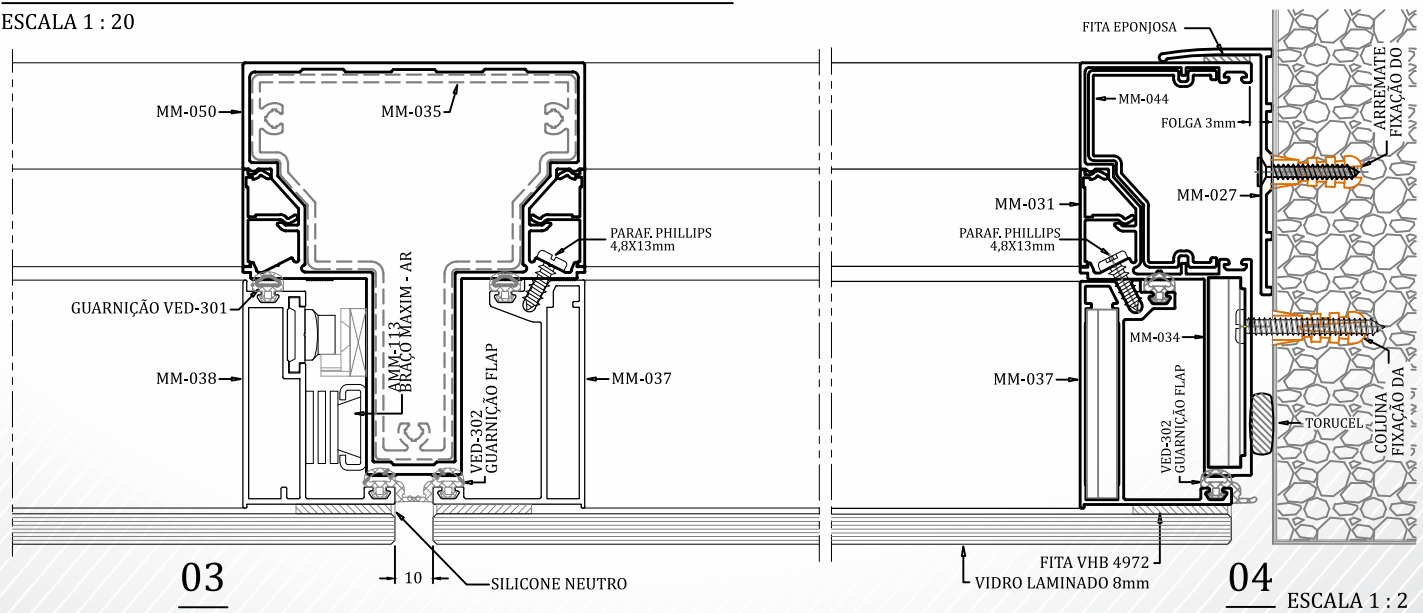 ESCALA 1 : 20
FITA EPONJOSA
MM-050
MM-035
MM-044
FOLGA 3mm
ARREMATE
FIXAÇÃO DO
MM-027
MM-031
PARAF. PHILLIPS
4,8X13mm
PARAF. PHILLIPS
4,8X13mm
GUARNIÇÃO VED-301
AMM-113
BRAÇO MAXIM - AR
MM-034
MM-038
MM-037
VED-302
GUARNIÇÃO FLAP
MM-037
VED-302
GUARNIÇÃO FLAP
TORUCEL
COLUNA
FIXAÇÃO DA
03
10
SILICONE NEUTRO
FITA VHB 4972
VIDRO LAMINADO 8mm
04
ESCALA 1 : 2